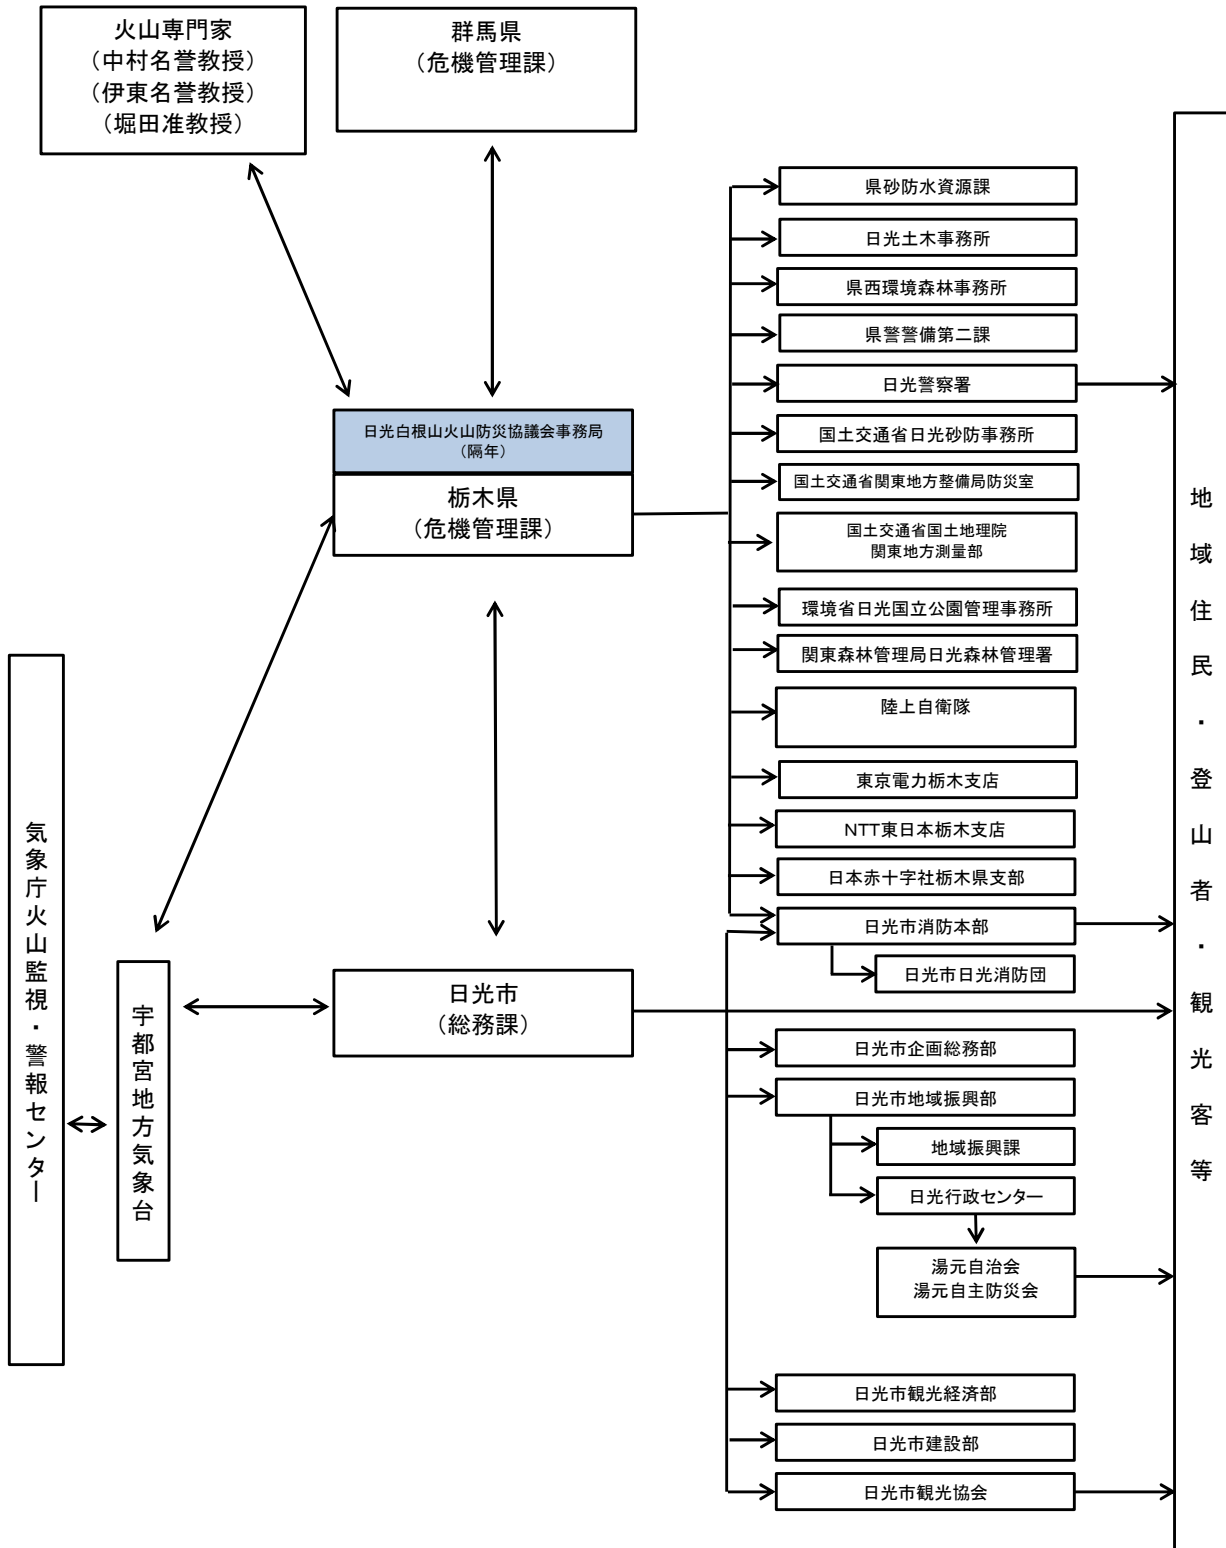 火山専門家
（中村名誉教授）
（伊東名誉教授）
（堀田准教授）
群馬県
（危機管理課）
日光白根山火山防災協議会事務局
（隔年）
栃木県
（危機管理課）
気象庁火山監視・警報センター
宇都宮地方気象台
日光市
（総務課）
県砂防水資源課
日光土木事務所
県西環境森林事務所
県警警備第二課
日光警察署
国土交通省日光砂防事務所
国土交通省関東地方整備局防災室
国土交通省国土地理院
関東地方測量部
環境省日光国立公園管理事務所
関東森林管理局日光森林管理署
陸上自衛隊
東京電力栃木支店
NTT東日本栃木支店
日本赤十字社栃木県支部
日光市消防本部
日光市日光消防団
日光市企画総務部
日光市地域振興部
地域振興課
日光行政センター
湯元自治会
湯元自主防災会
日光市観光経済部
日光市建設部
日光市観光協会
地域住民・登山者・観光客等